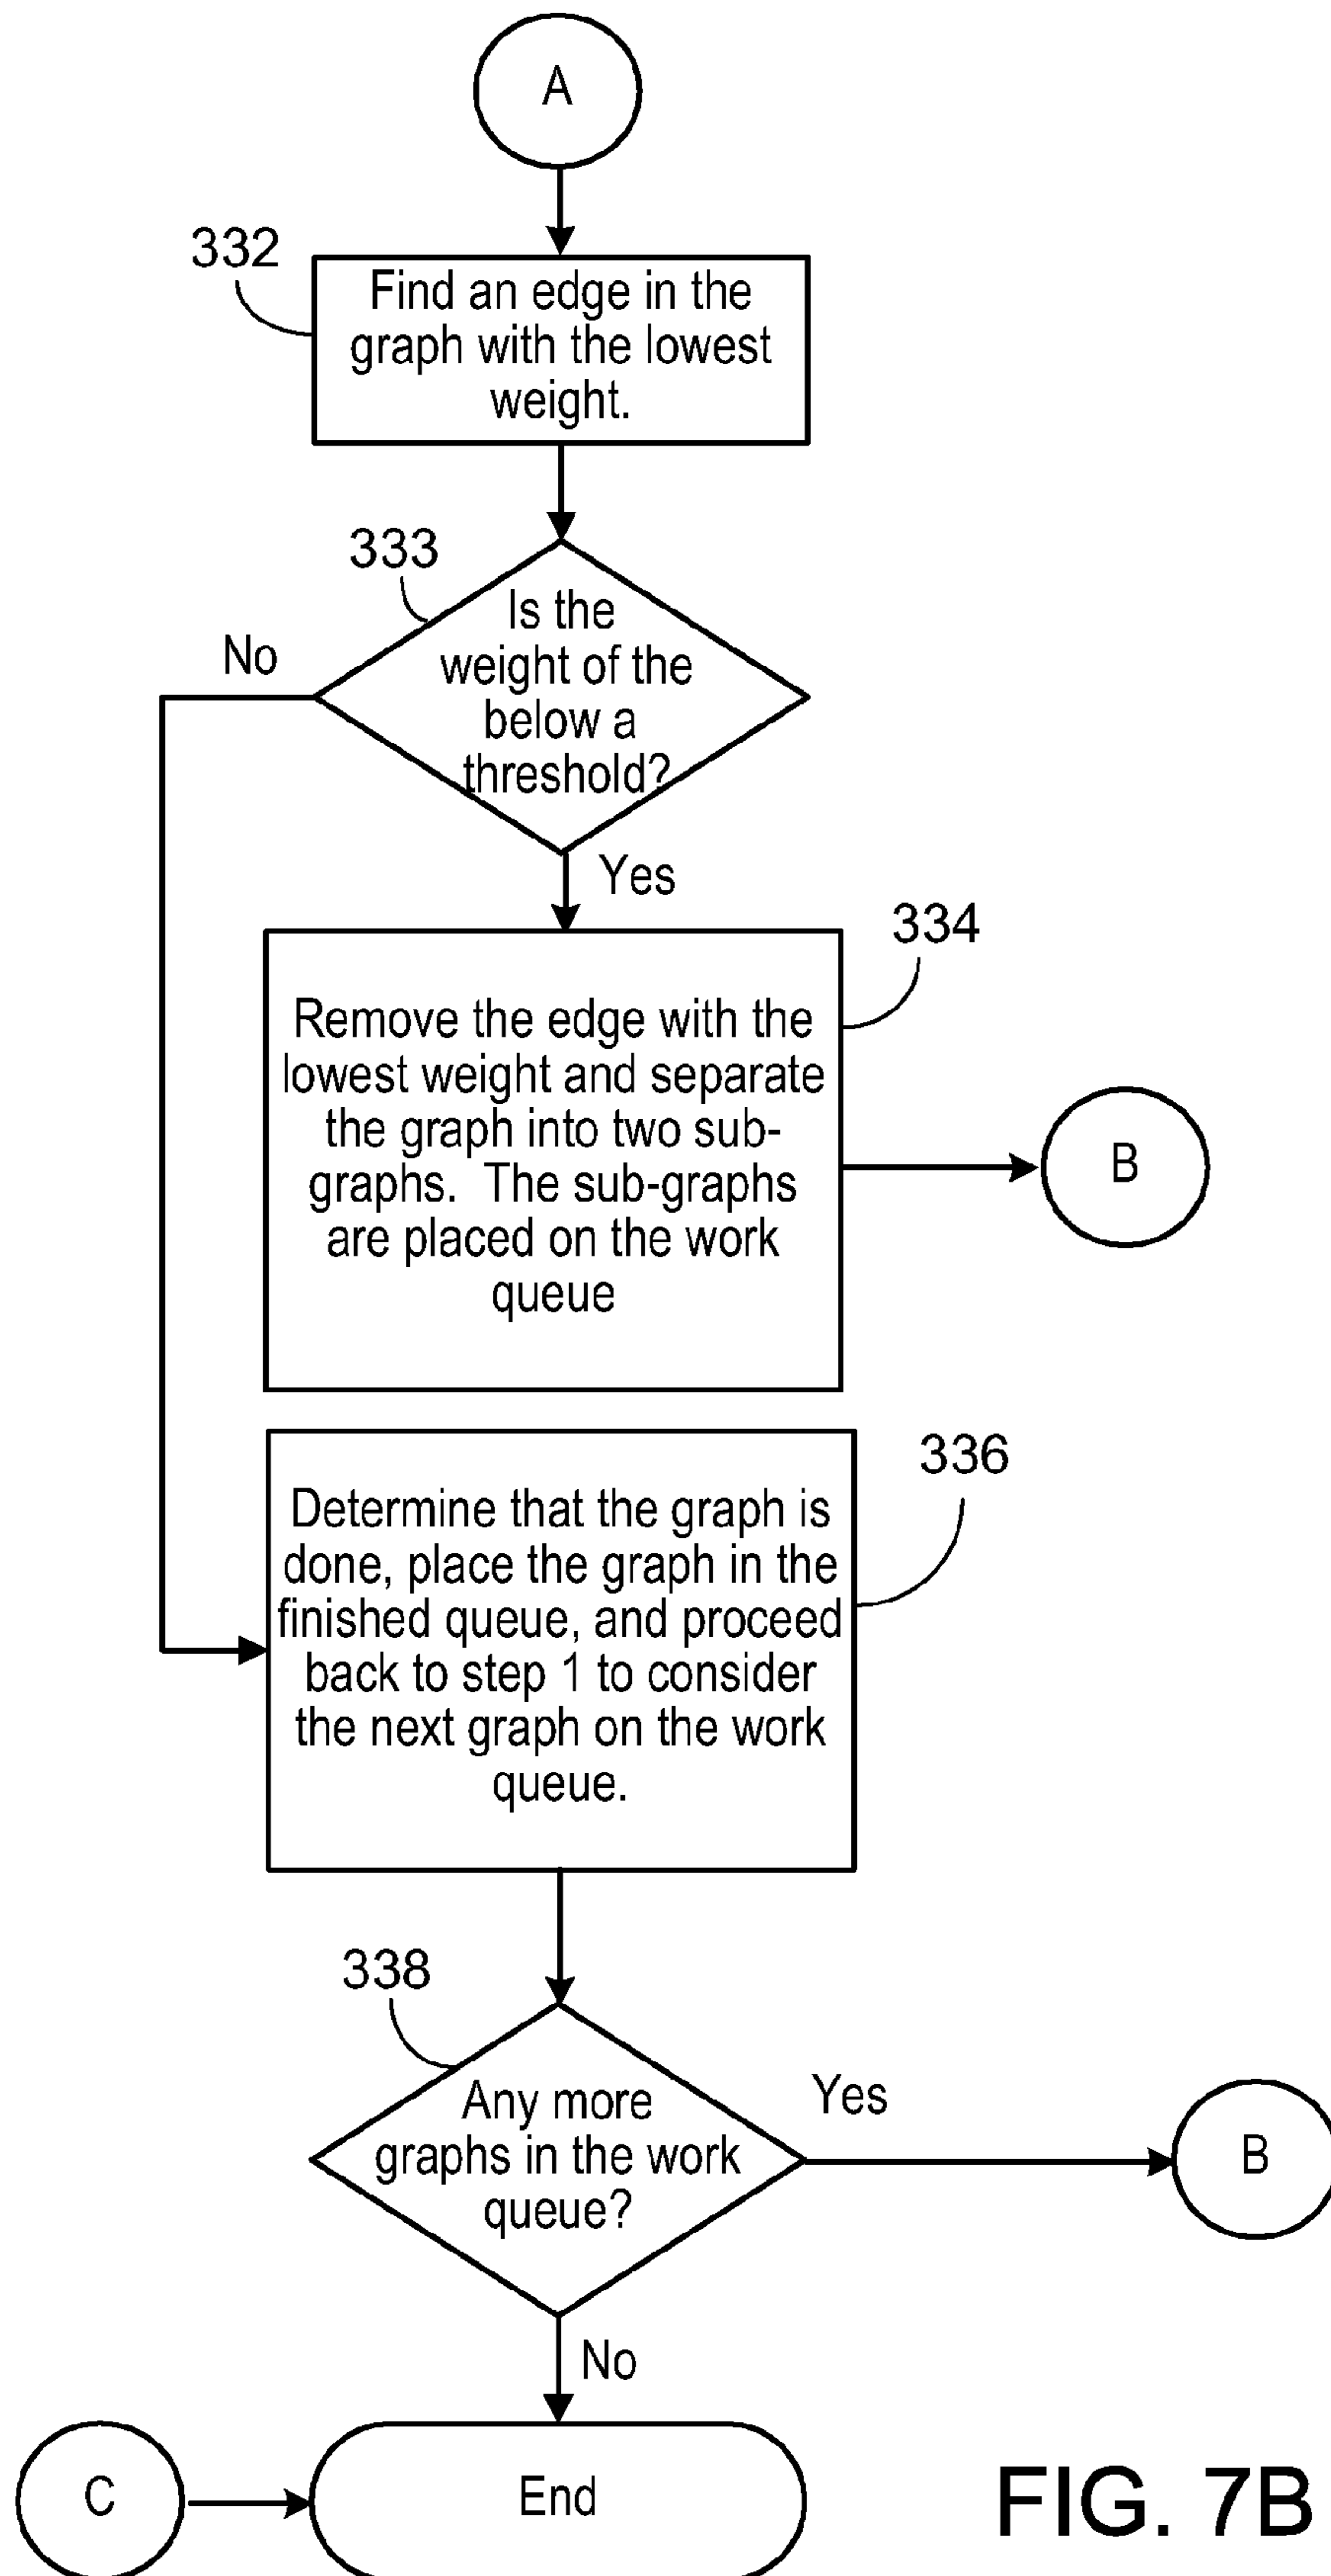 A
332
Find an edge in the
graph with the lowest
weight.
333
Is the
weight of the
below a
threshold?
No
Yes
334
Remove the edge with the
lowest weight and separate
the graph into two sub-
graphs. The sub-graphs
are placed on the work
queue
B
336
Determine that the graph is
done, place the graph in the
finished queue, and proceed
back to step 1 to consider
the next graph on the work
queue.
338
Any more
graphs in the work
queue?
Yes
B
No
C
End
FIG. 7B